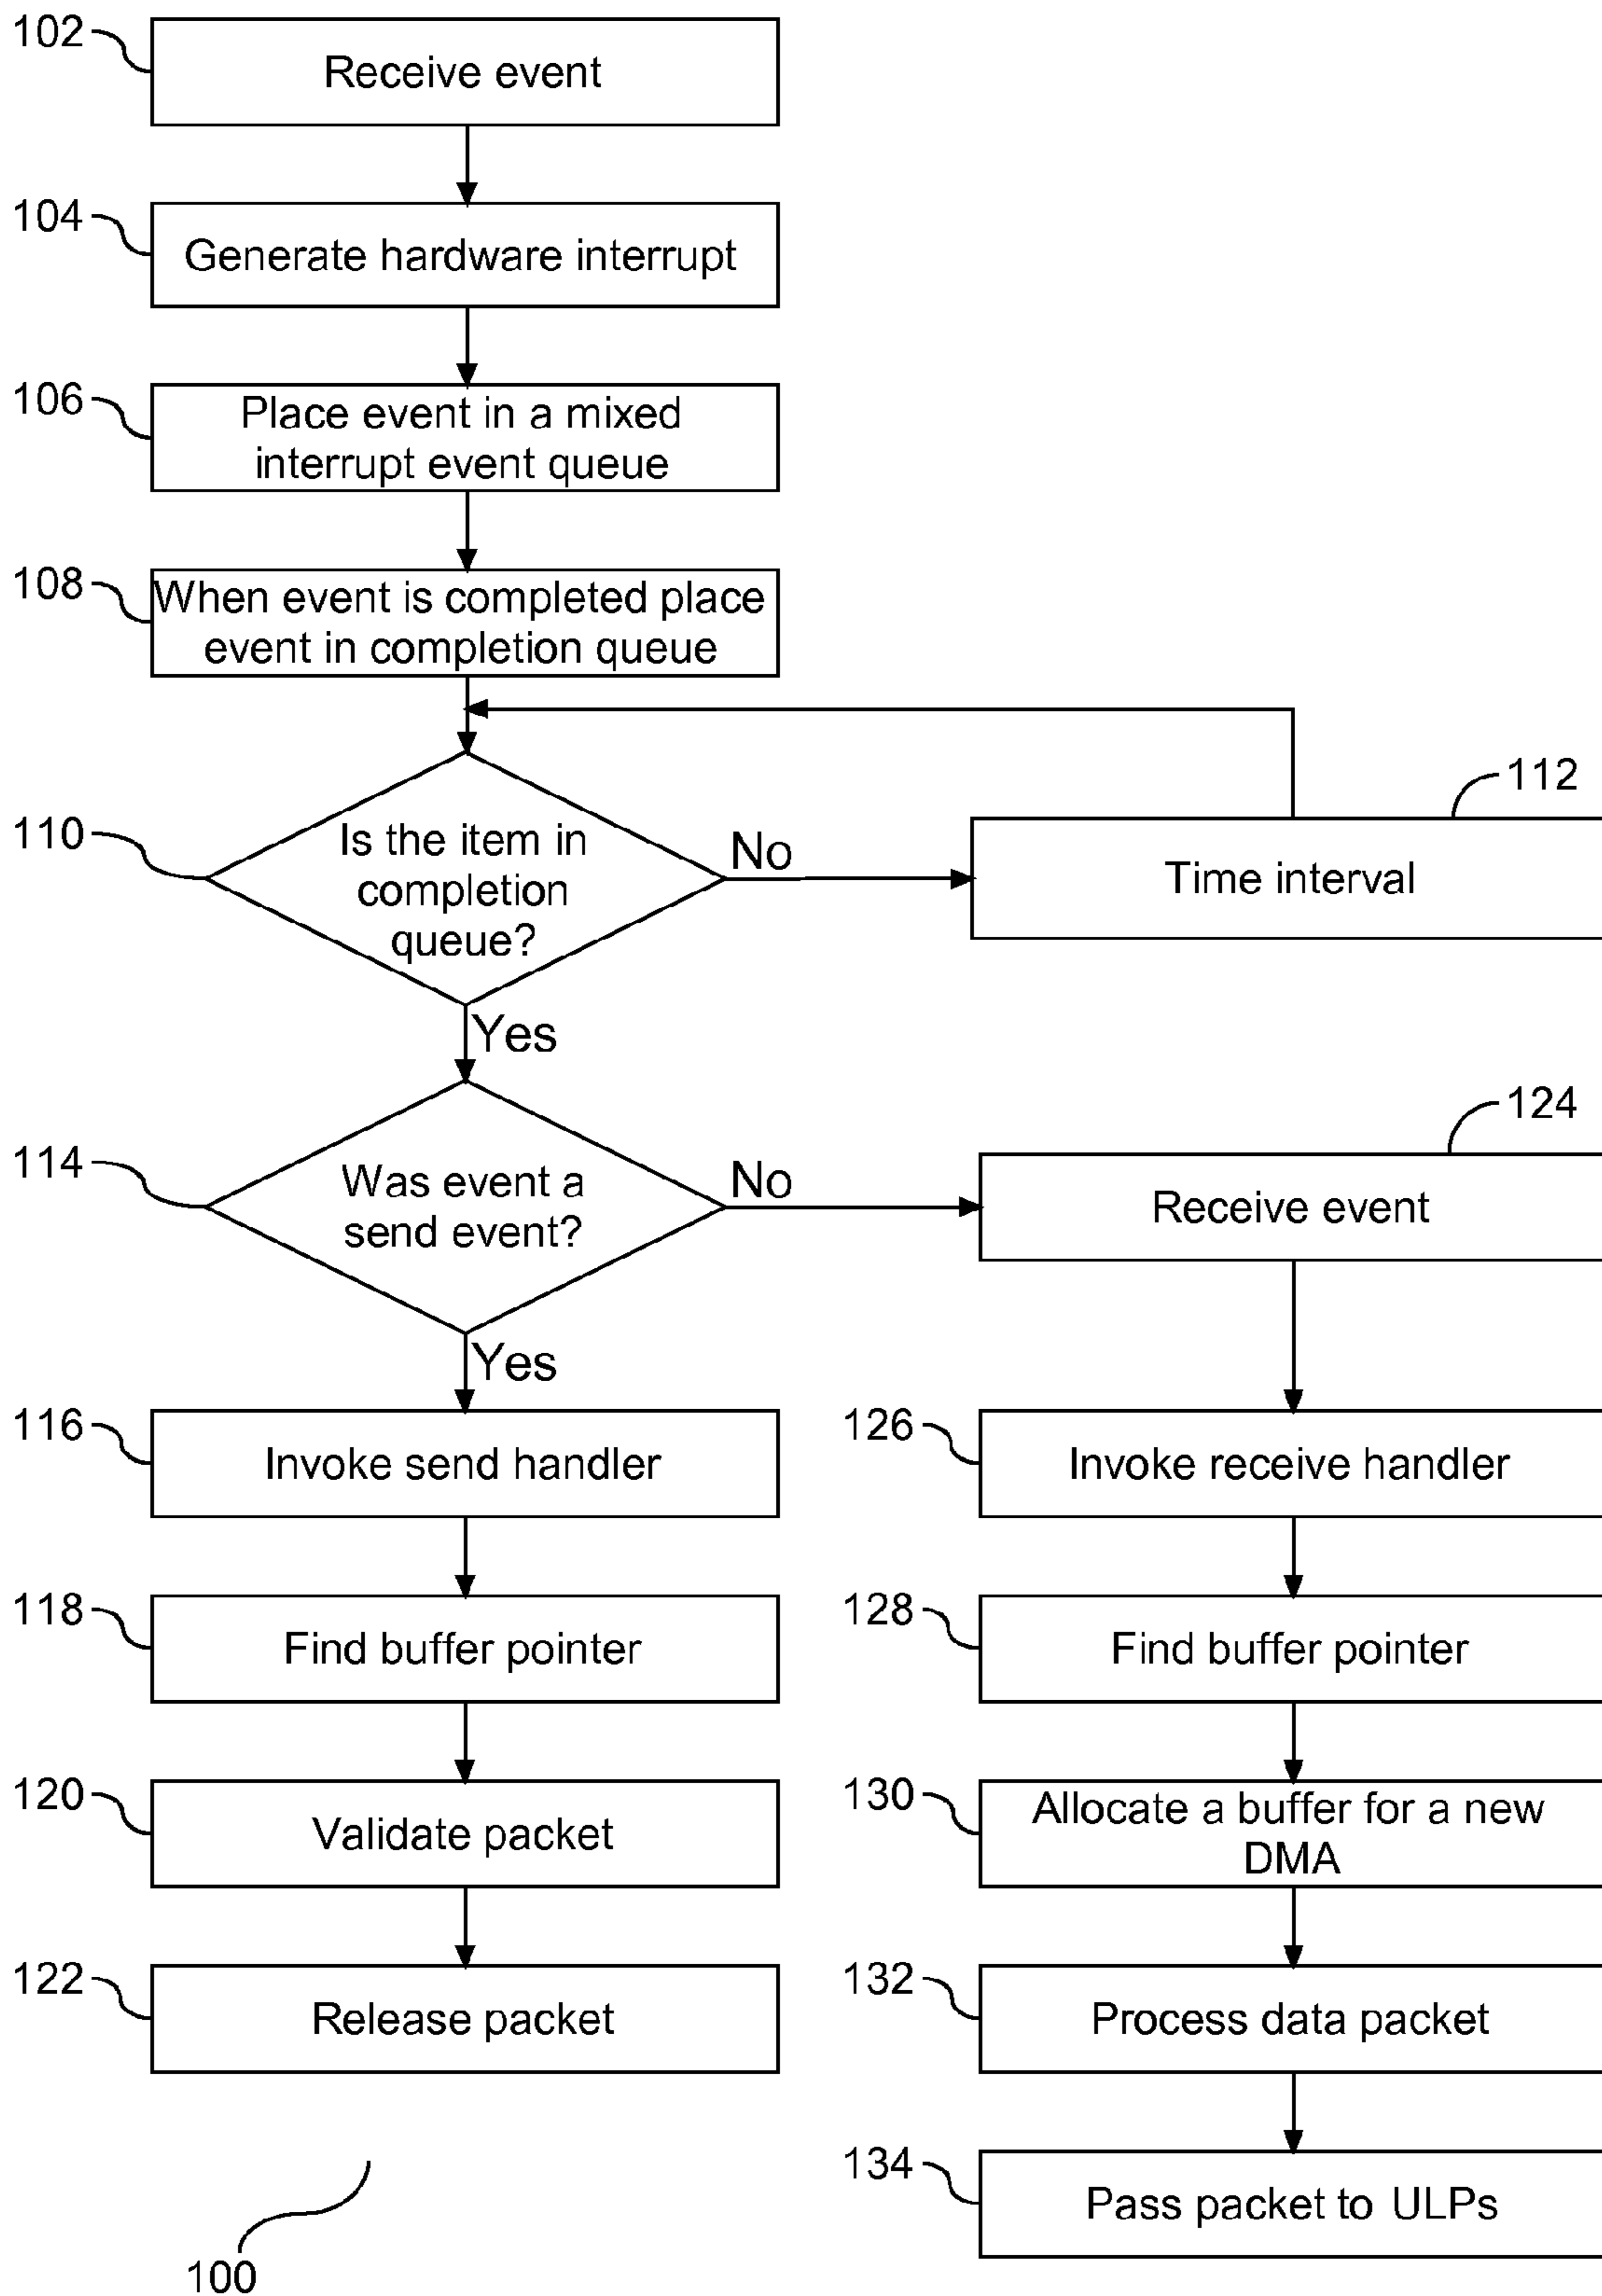 102
Receive event
104
Generate hardware interrupt
106
Place event in a mixed
interrupt event queue
108
When event is completed place
event in completion queue
110
Is the item in
completion
queue?
No
112
Time interval
Yes
114
Was event a
send event?
No
124
Receive event
Yes
116
Invoke send handler
126
Invoke receive handler
118
Find buffer pointer
128
Find buffer pointer
120
Validate packet
130
Allocate a buffer for a new
DMA
122
Release packet
132
Process data packet
134
Pass packet to ULPs
100